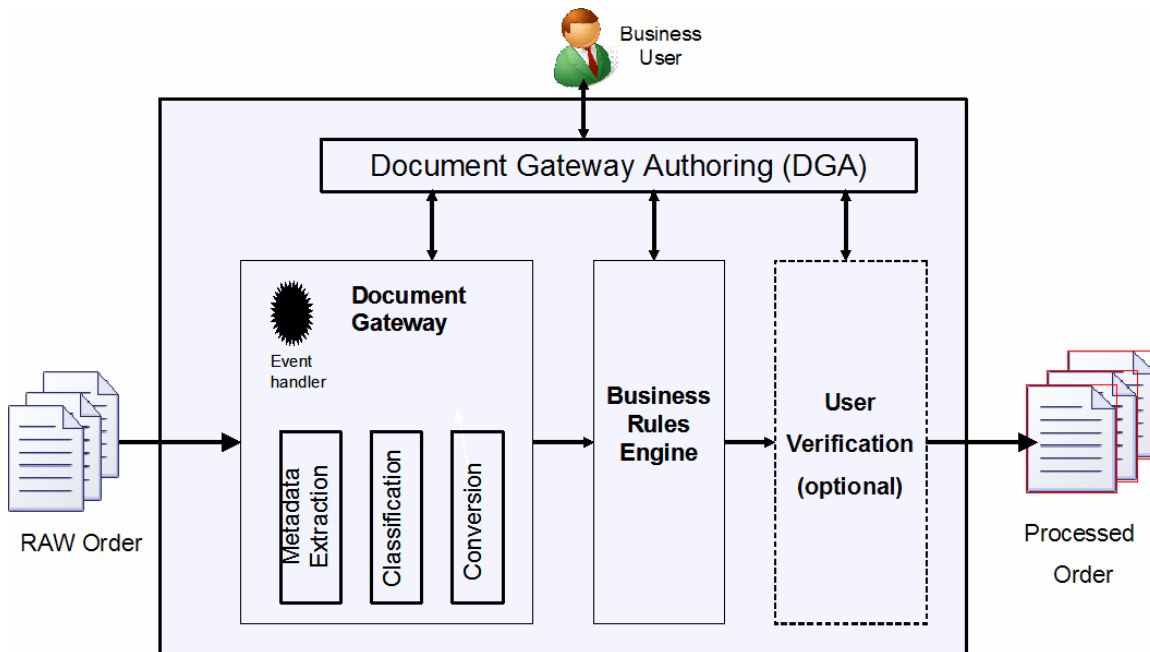 Business
User
Document Gateway Authoring (DGA)
Document
Gateway
Event
handler
Metadata
Extraction
Classification
Conversion
Business
Rules
Engine
User
Verification
(optional)
RAW Order
Processed
Order